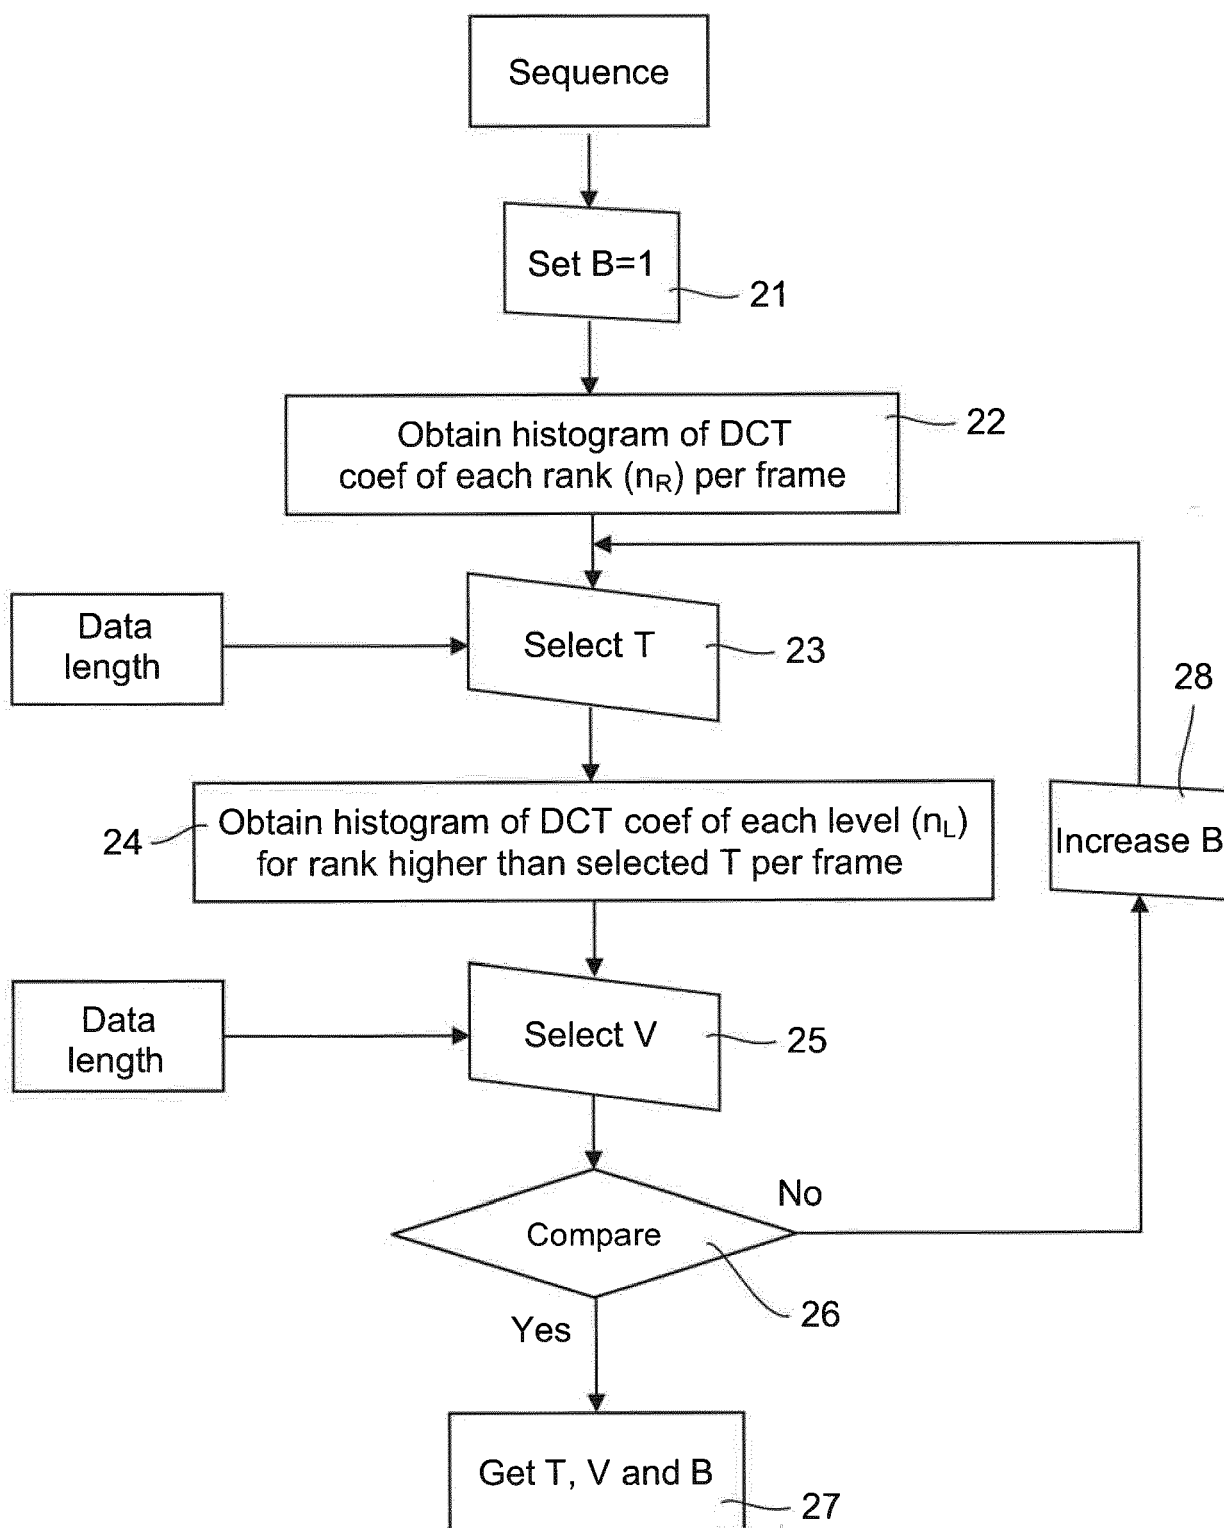 Sequence
Set B=1
21
Obtain histogram of DCT
coef of each rank (nR) per frame
22
Data
length
Select T
23
28
Obtain histogram of DCT coef of each level (nL)
for rank higher than selected T per frame
24
Increase B
Data
length
Select V
25
No
Compare
26
Yes
Get T, V and B
27